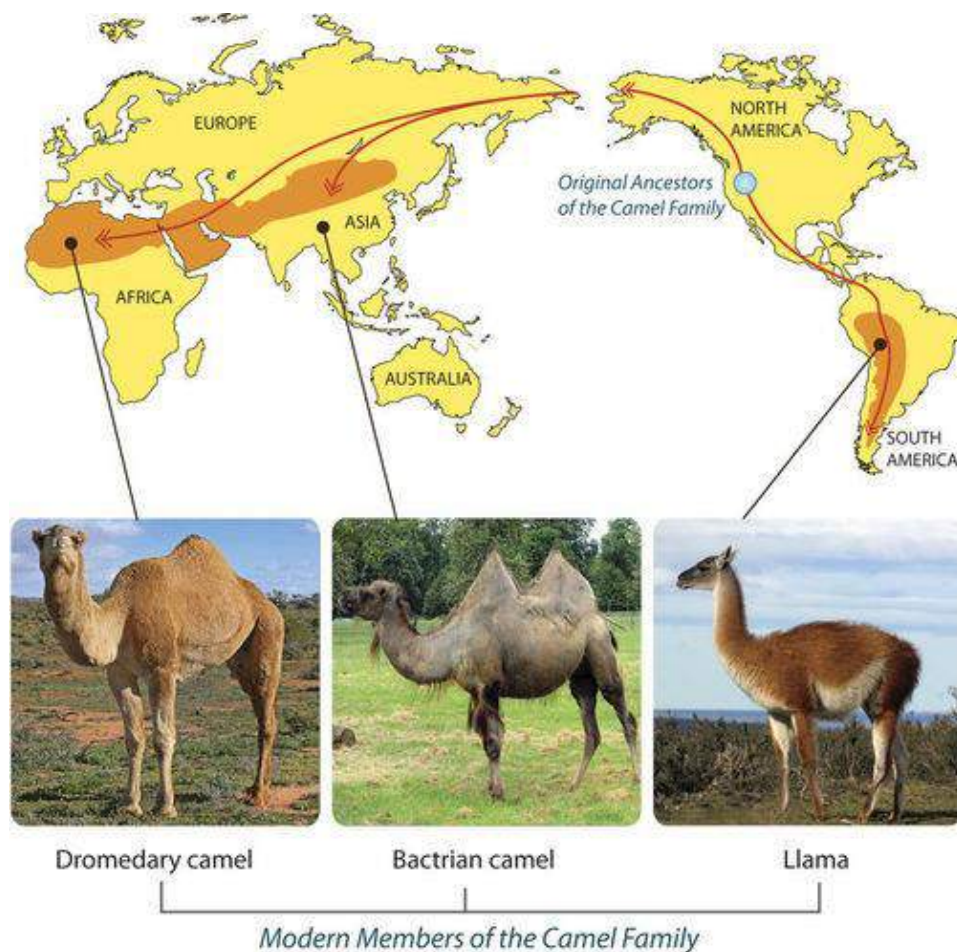 EUROPE
NORTH
AMERICA
Original Ancestors
of the Camel Family
ASIA
AFRICA
AUSTRALIA
SOUTH
AMERICA
Dromedary camel
Bactrian camel
Llama
Modern Members of the Camel Family